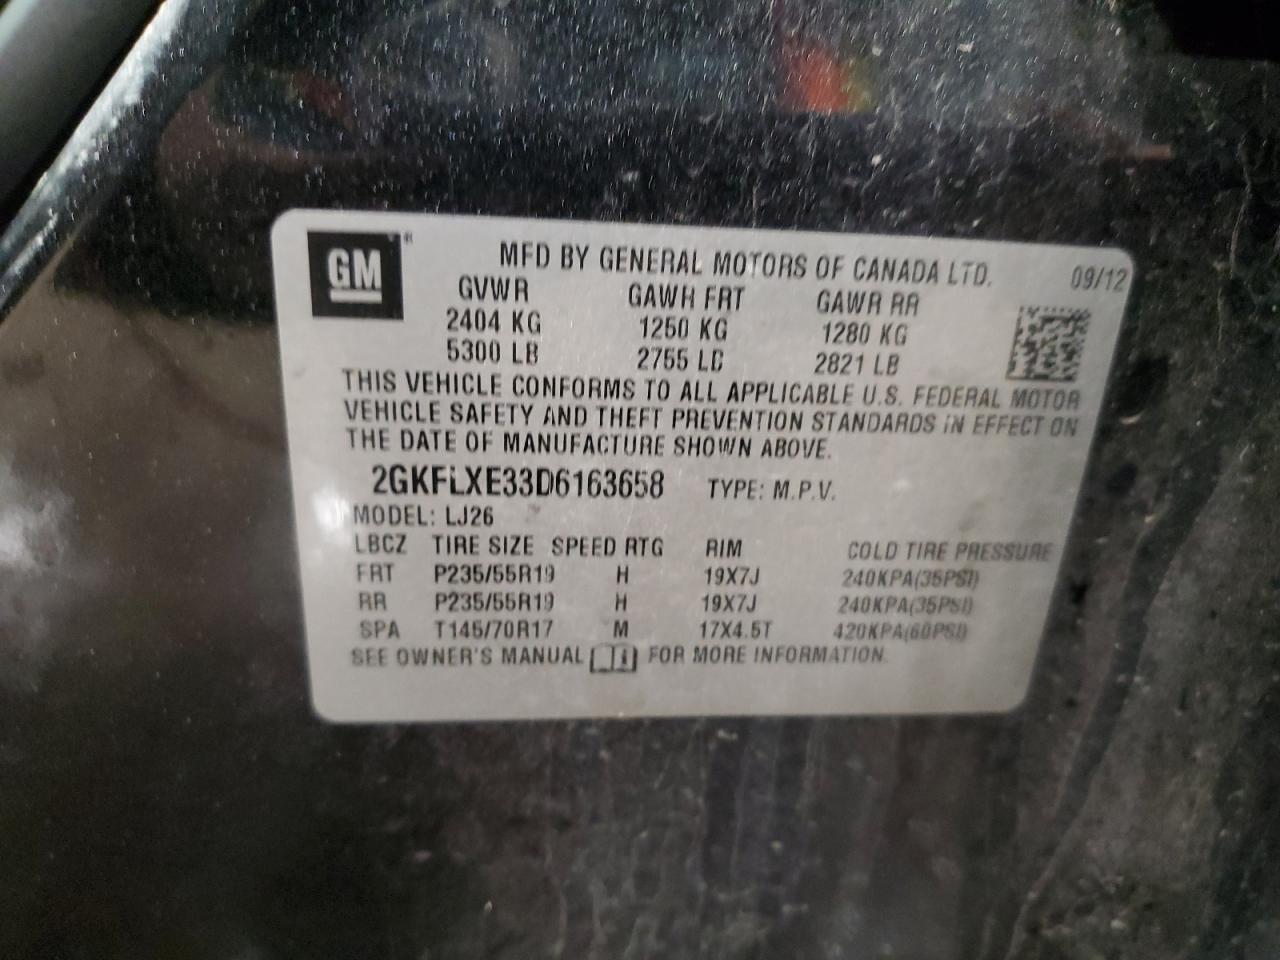 GM
MFD BY GENERAL MOTORS OF CANADA LTD. 09/12
GVWR GAWR FRT GAWR RR
2404 KG 1250 KG 1280 KG
5300 LB 2755 LB 2821 LB
THIS VEHICLE CONFORMS TO ALL APPLICABLE U.S. FEDERAL MOTOR
VEHICLE SAFETY AND THEFT PREVENTION STANDARDS IN EFFECT ON
THE DATE OF MANUFACTURE SHOWN ABOVE.
2GKFLXE33D6163658 TYPE: M.P.V.
MODEL: LJ26
LBCZ TIRE SIZE SPEED RTG RIM COLD TIRE PRESSURE
FRT P235/55R19 H 19X7J 240KPA(35PSI)
RR P235/55R19 H 19X7J 240KPA(35PSI)
SPA T145/70R17 M 17X4.5T 420KPA(60PSI)
SEE OWNER'S MANUAL FOR MORE INFORMATION.